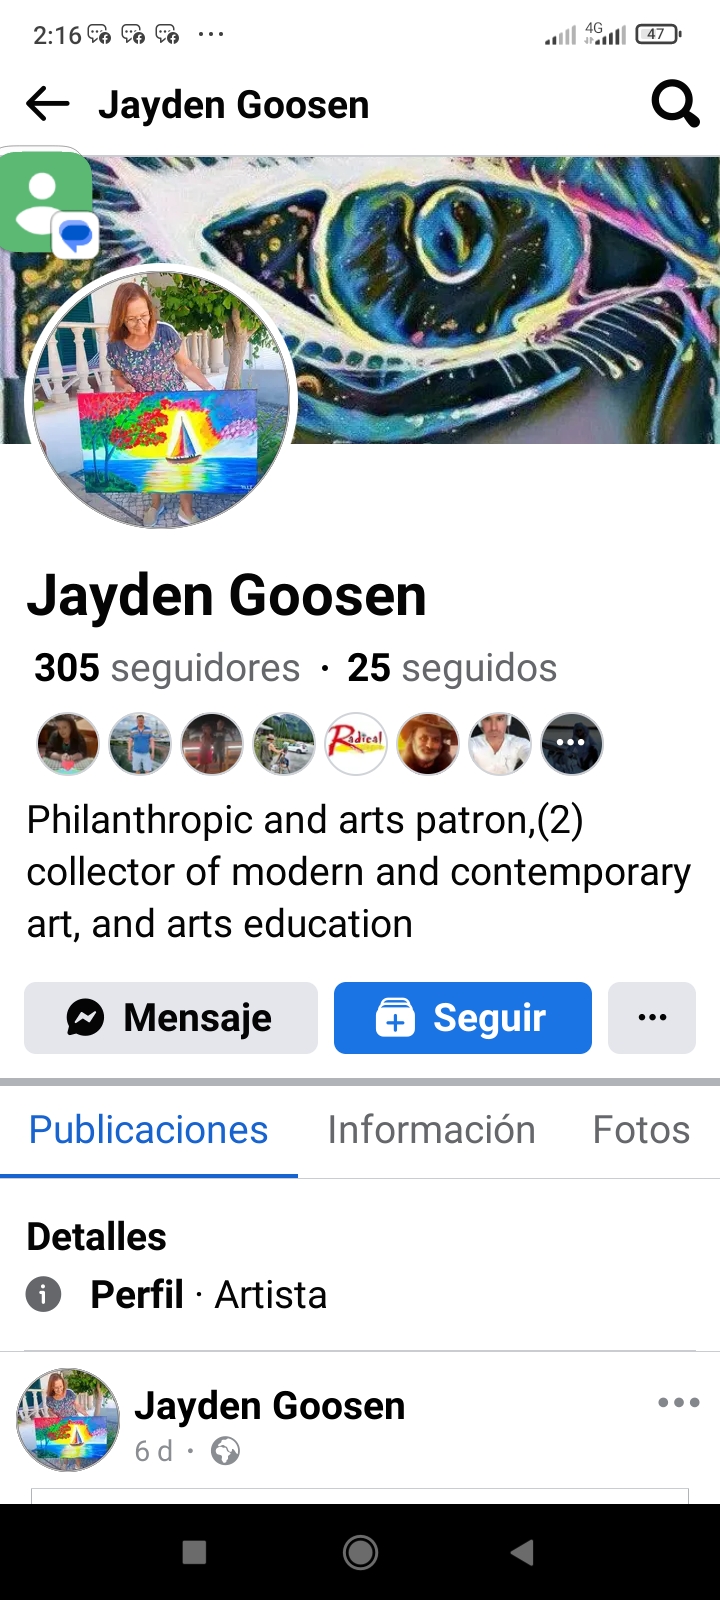 2:16
4G
47
Jayden Goosen
Jayden Goosen
305 seguidores · 25 seguidos
Radical
Philanthropic and arts patron,(2)
collector of modern and contemporary
art, and arts education
Mensaje
Seguir
Publicaciones
Información
Fotos
Detalles
Perfil · Artista
Jayden Goosen
6 d ·